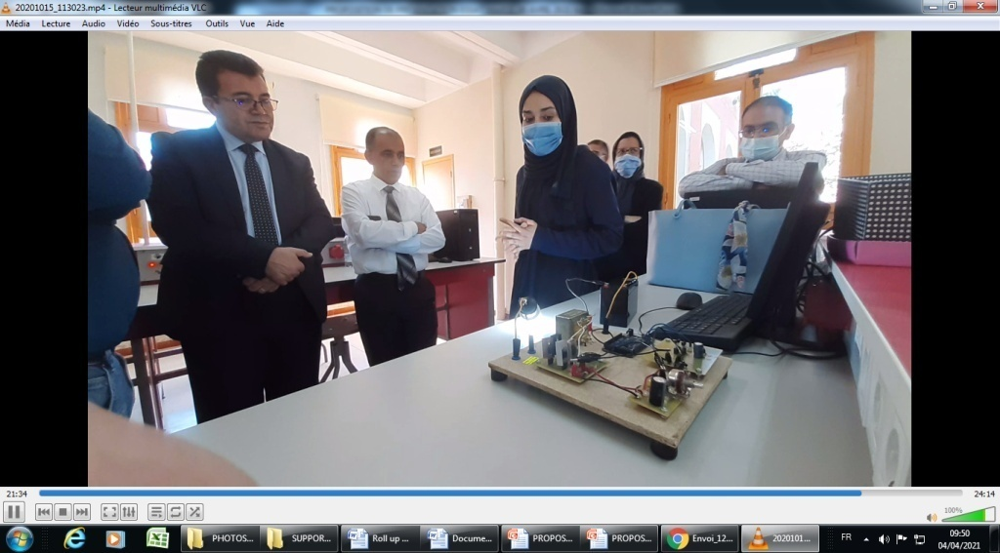 20201015_113023.mp4 - Lecteur multimédia VLC
Média Lecture Audio Vidéo Sous-titres Outils Vue Aide
21:34
24:14
100%
PHOTOS...
SUPPOR...
Roll up ...
Docume...
PROPOS...
PROPOS...
Envoi_12...
2020101...
FR
09:50
04/04/2021